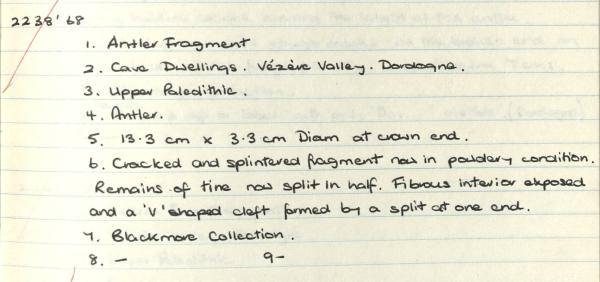 2238'68
1. Antler Fragment
2. Cave Dwellings. Vézère Valley. Dordogne.
3. Upper Paleolithic.
4. Antler.
5. 13.3 cm x 3.3 cm Diam at crown end.
6. Cracked and splintered fragment now in powdery condition.
Remains of tine now split in half. Fibrous interior exposed
and a 'V' shaped cleft formed by a split at one end.
7. Blackmore Collection.
8. – 9 –